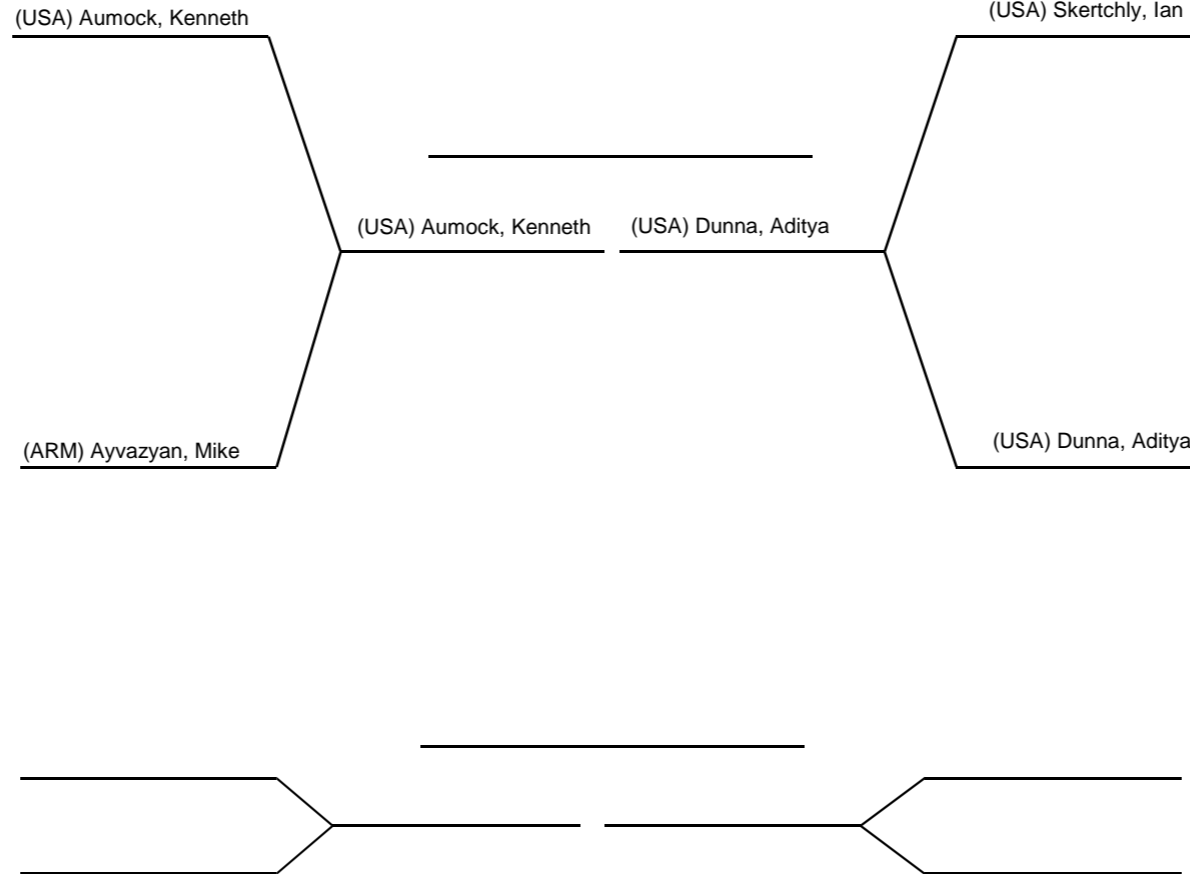 (USA) Aumock, Kenneth
(USA) Skertchly, Ian
(USA) Aumock, Kenneth
(USA) Dunna, Aditya
(ARM) Ayvazyan, Mike
(USA) Dunna, Aditya